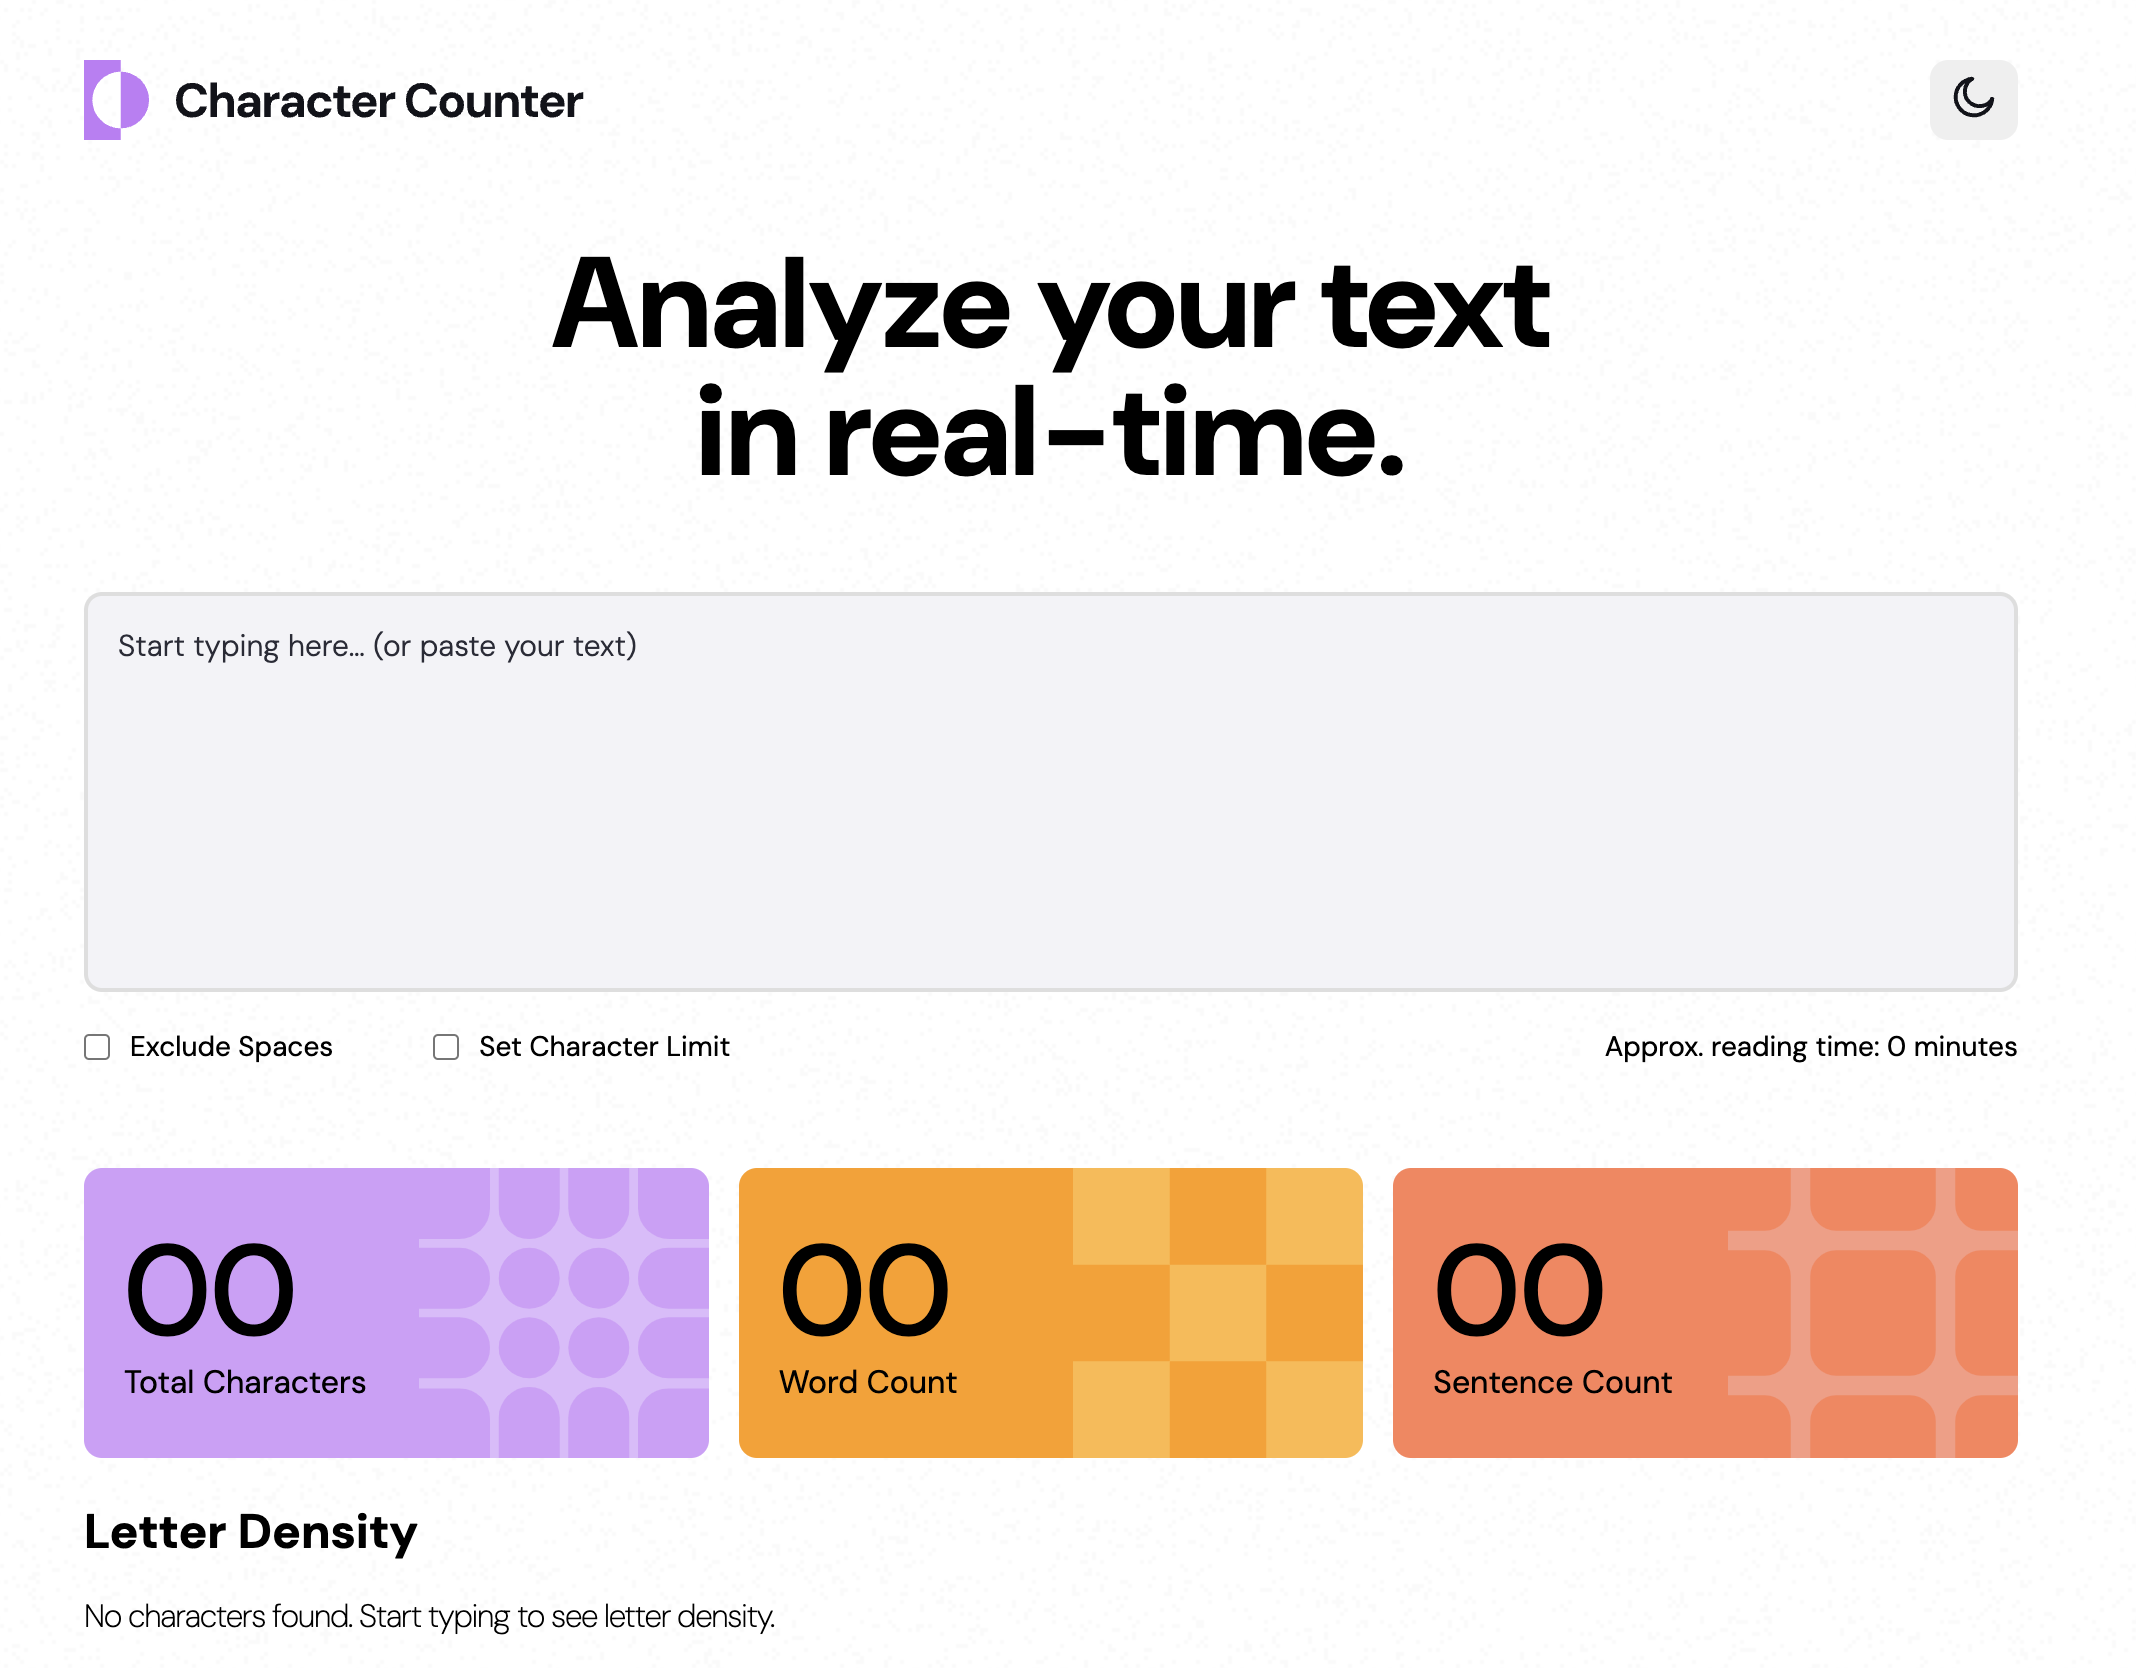 Character Counter
Analyze your text
in real-time.
Start typing here... (or paste your text)
Exclude Spaces
Set Character Limit
Approx. reading time: 0 minutes
00
Total Characters
00
Word Count
00
Sentence Count
Letter Density
No characters found. Start typing to see letter density.